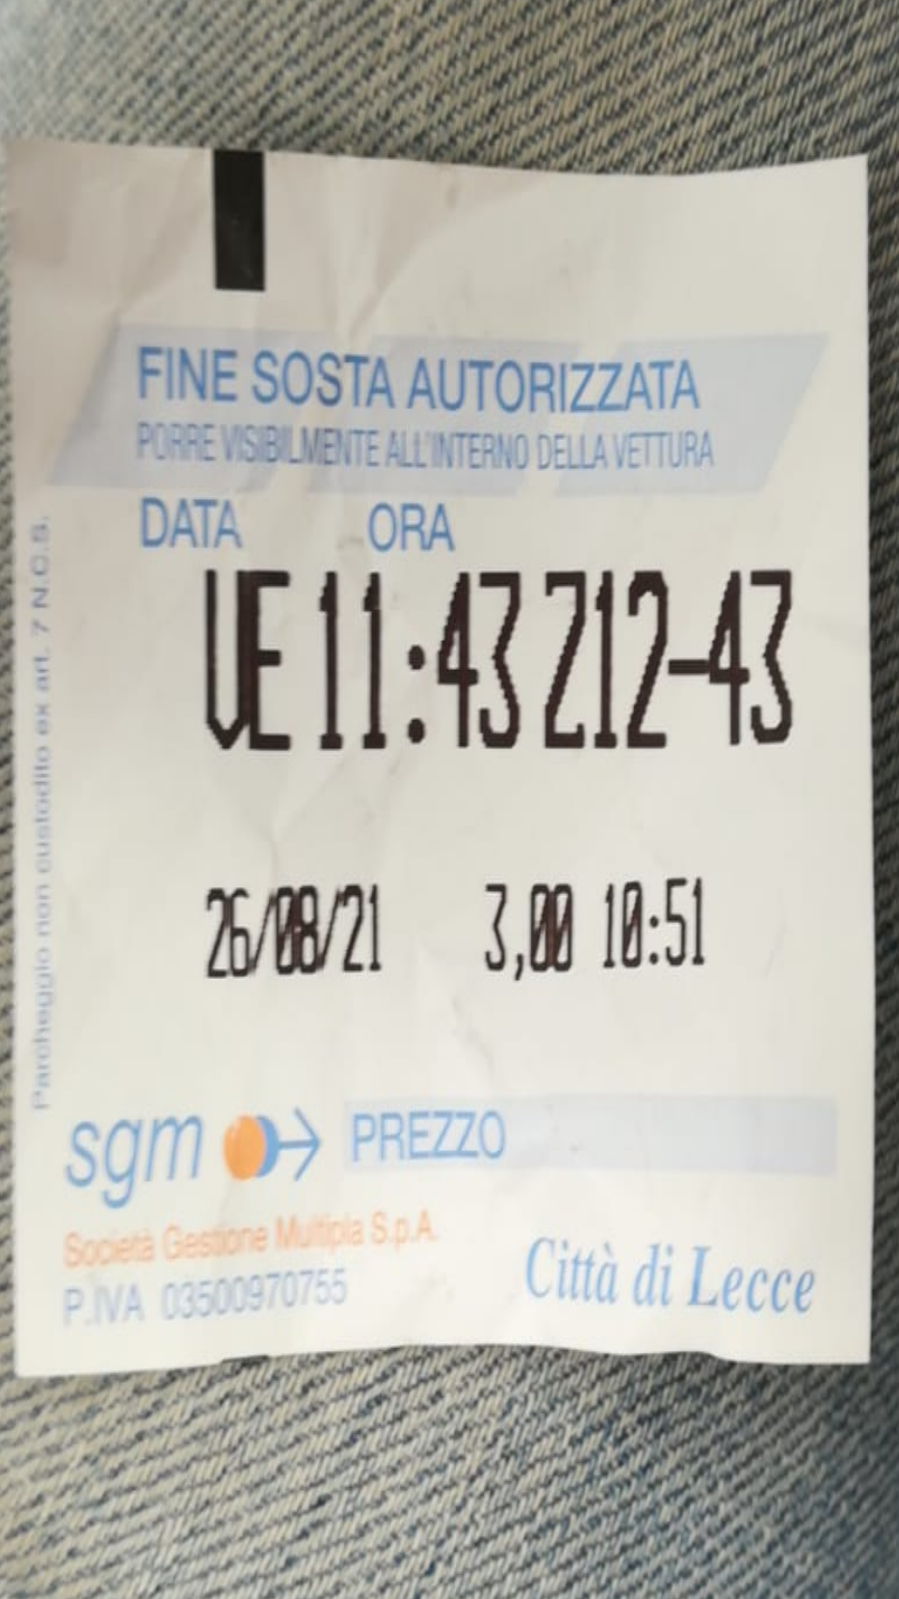 FINE SOSTA AUTORIZZATA
PORRE VISIBILMENTE ALL'INTERNO DELLA VETTURA
DATA ORA
VE 11:43 Z12-43
26/08/21 3,00 10:51
sgm PREZZO
Società Gestione Multipla S.p.A.
P.IVA 03500970755
Città di Lecce
Parcheggio non custodito ex art. 7 N.C.S.